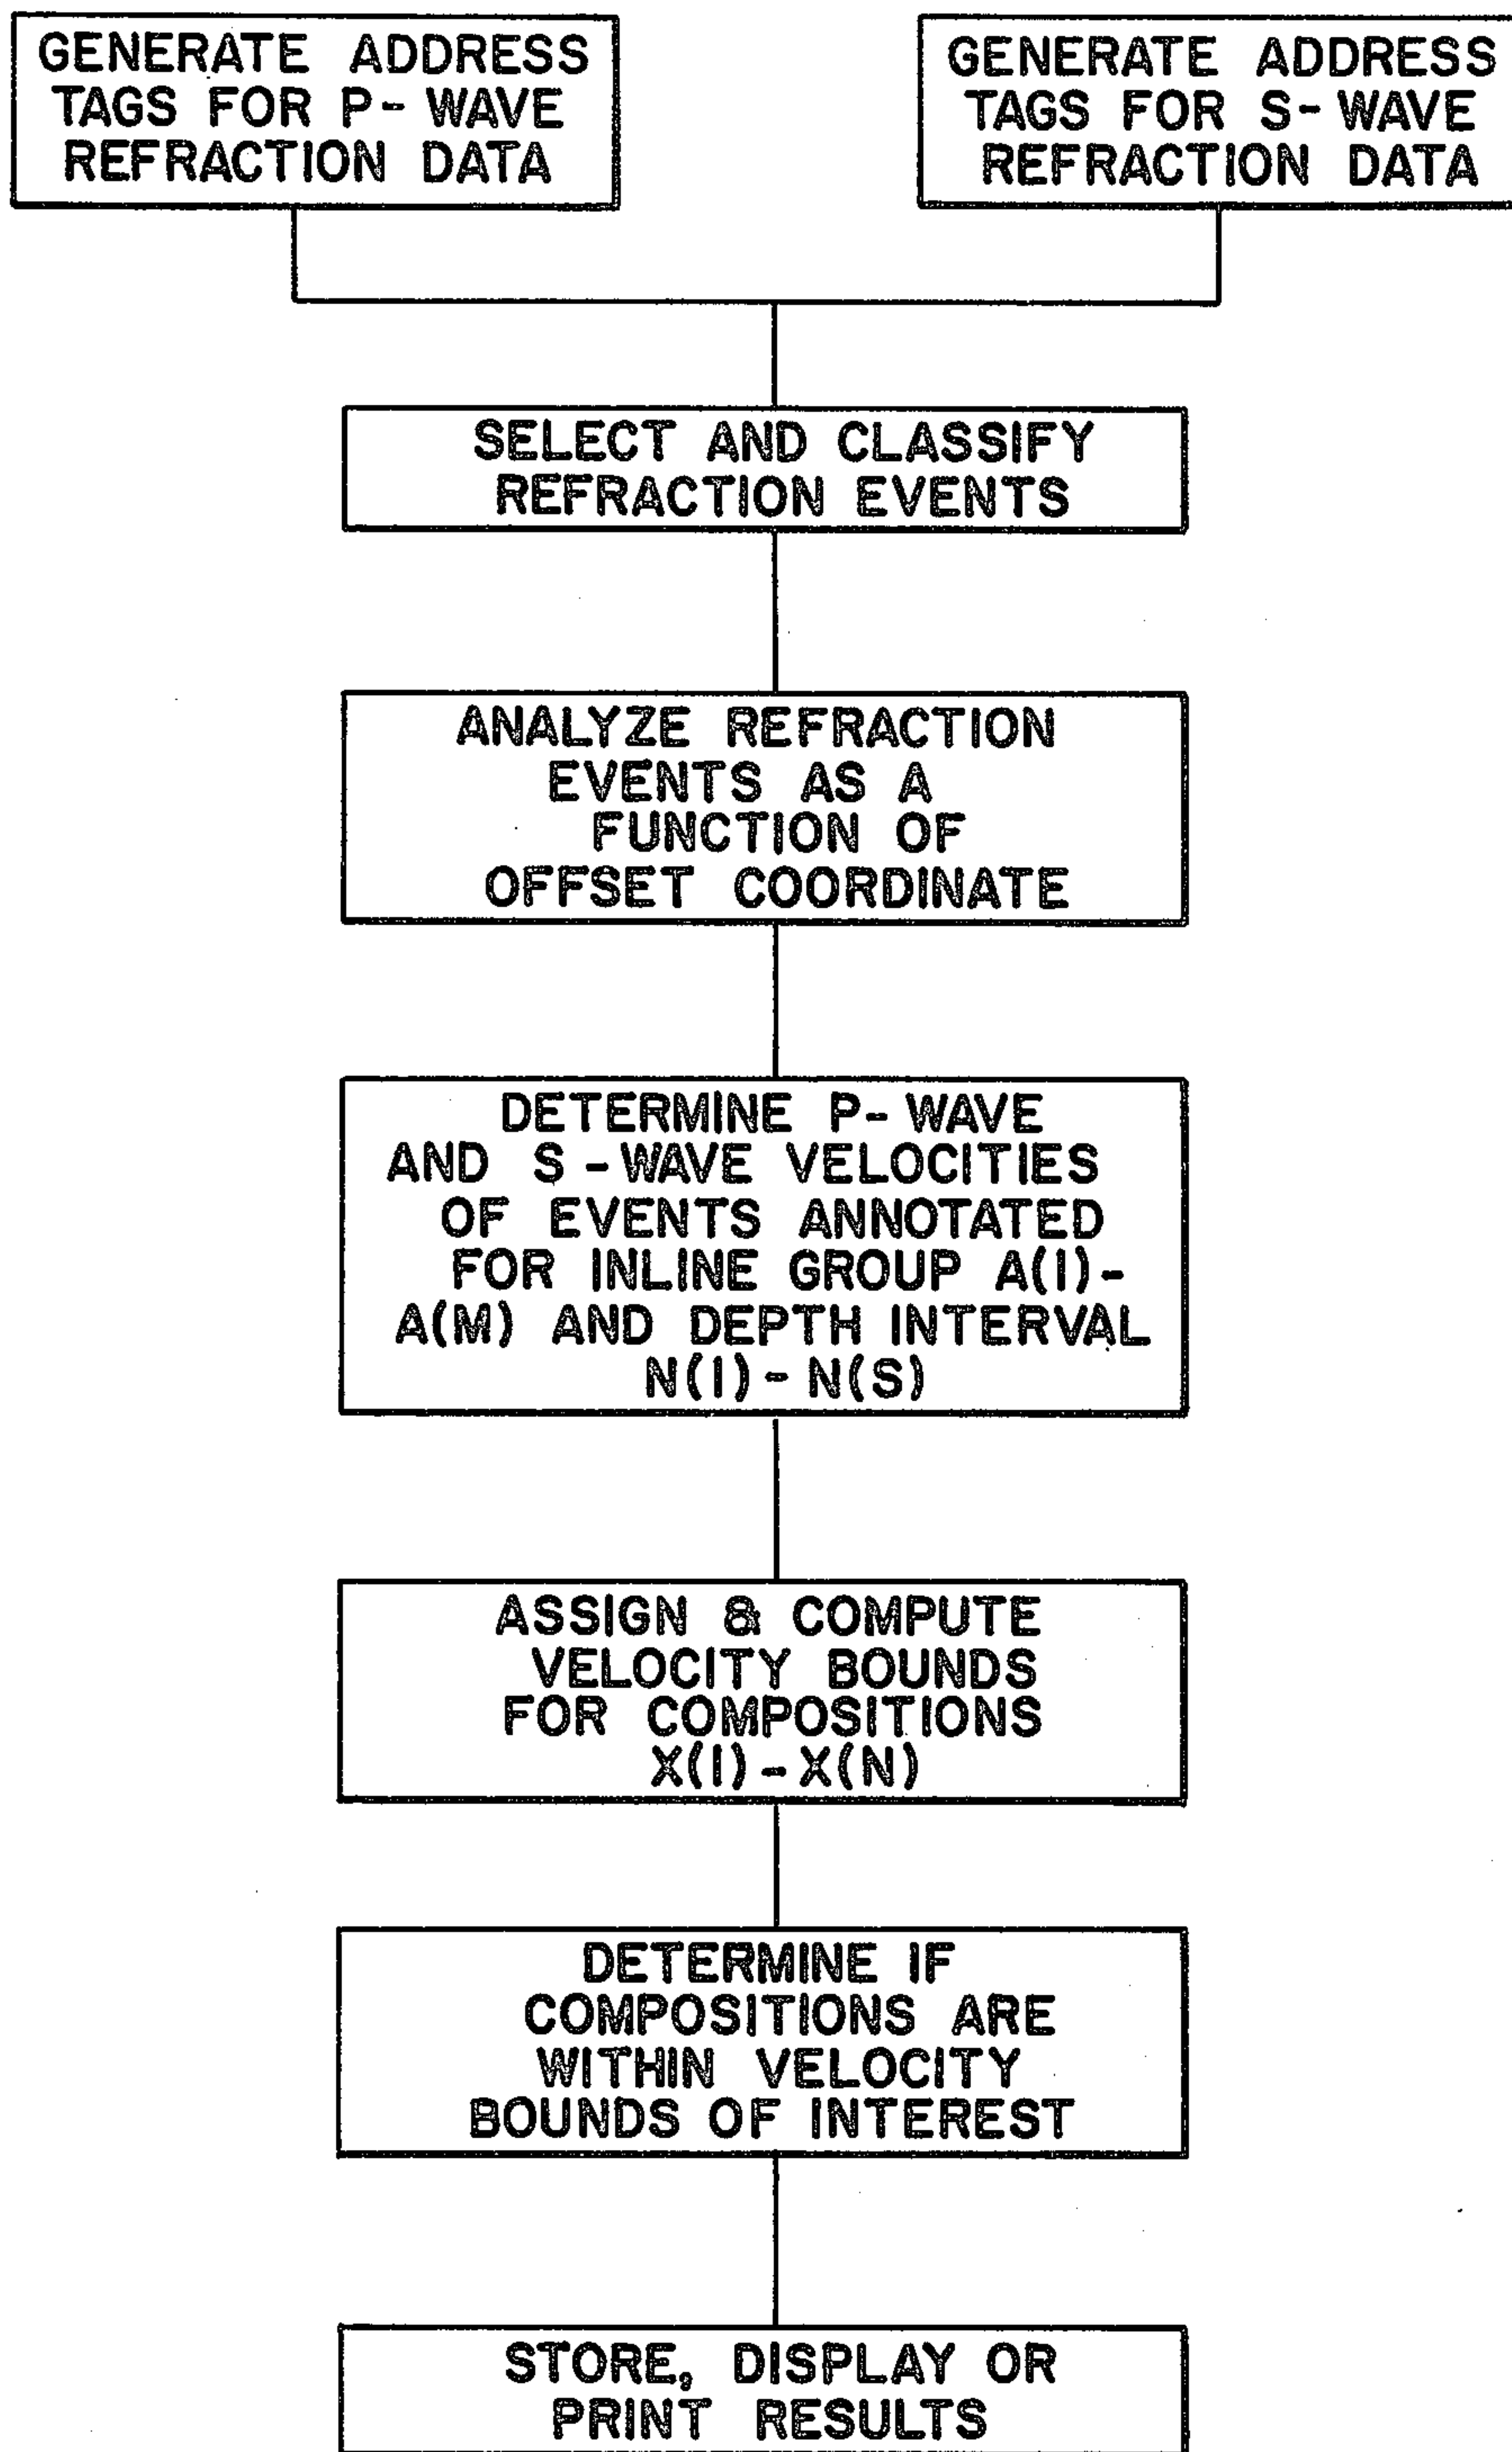 GENERATE ADDRESS
TAGS FOR P- WAVE
REFRACTION DATA
GENERATE ADDRESS
TAGS FOR S- WAVE
REFRACTION DATA
SELECT AND CLASSIFY
REFRACTION EVENTS
ANALYZE REFRACTION
EVENTS AS A
FUNCTION OF
OFFSET COORDINATE
DETERMINE P- WAVE
AND S - WAVE VELOCITIES
OF EVENTS ANNOTATED
FOR INLINE GROUP A(I) -
A(M) AND DEPTH INTERVAL
N(I) - N(S)
ASSIGN & COMPUTE
VELOCITY BOUNDS
FOR COMPOSITIONS
X(I) - X(N)
DETERMINE IF
COMPOSITIONS ARE
WITHIN VELOCITY
BOUNDS OF INTEREST
STORE, DISPLAY OR
PRINT RESULTS